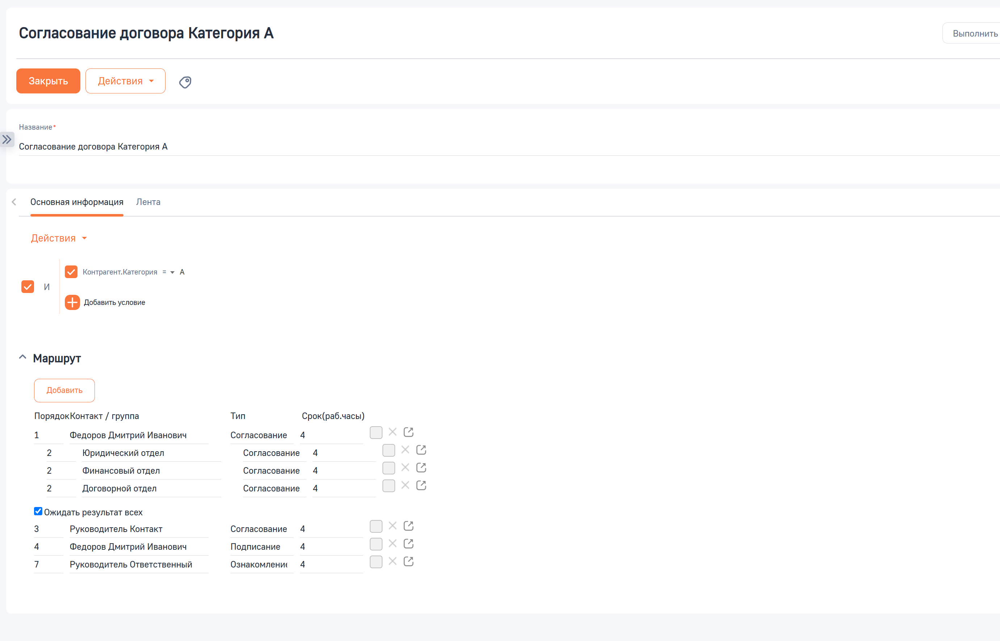 Согласование договора Категория А
Выполнить
Закрыть
Действия
Название*
Согласование договора Категория А
Основная информация Лента
Действия
Контрагент.Категория = А
И
Добавить условие
Маршрут
Добавить
Порядок Контакт / группа Тип Срок(раб.часы)
1 Федоров Дмитрий Иванович Согласование 4
2 Юридический отдел Согласование 4
2 Финансовый отдел Согласование 4
2 Договорной отдел Согласование 4
Ожидать результат всех
3 Руководитель Контакт Согласование 4
4 Федоров Дмитрий Иванович Подписание 4
7 Руководитель Ответственный Ознакомление 4